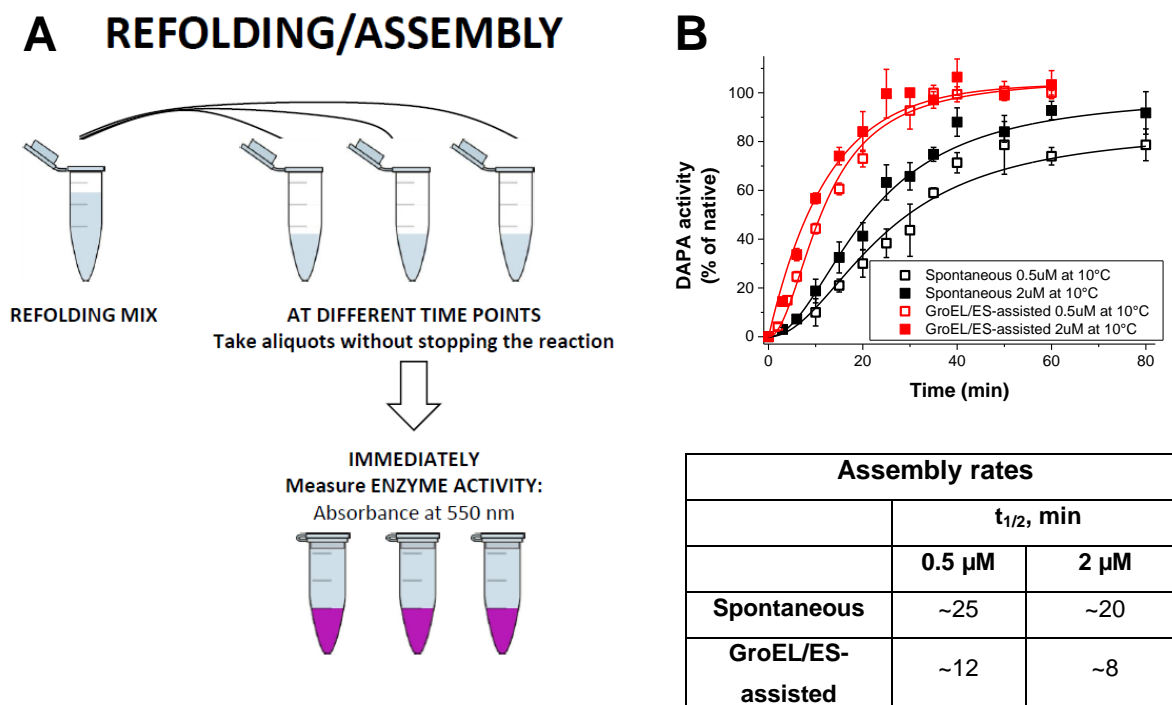 A REFOLDING/ASSEMBLY
REFOLDING MIX
AT DIFFERENT TIME POINTS
Take aliquots without stopping the reaction
IMMEDIATELY
Measure ENZYME ACTIVITY:
Absorbance at 550 nm
B
DAPA activity
(% of native)
100
80
60
40
20
0
0 20 40 60 80
Time (min)
Spontaneous 0.5uM at 10°C
Spontaneous 2uM at 10°C
GroEL/ES-assisted 0.5uM at 10°C
GroEL/ES-assisted 2uM at 10°C
Assembly rates
t1/2, min
0.5 µM 2 µM
Spontaneous ~25 ~20
GroEL/ES-
assisted ~12 ~8